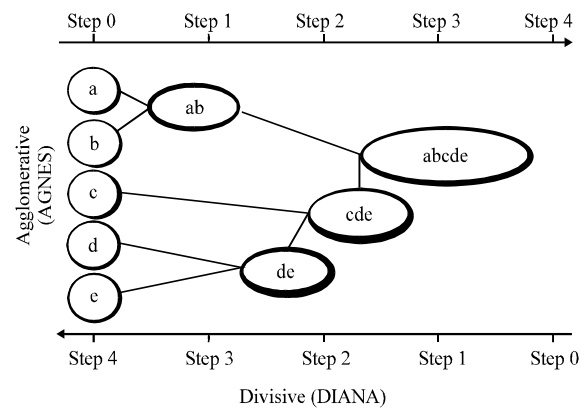 Step 0 Step 1 Step 2 Step 3 Step 4
Agglomerative
(AGNES)
a
ab
b
abcde
c
cde
d
de
e
Step 4 Step 3 Step 2 Step 1 Step 0
Divisive (DIANA)